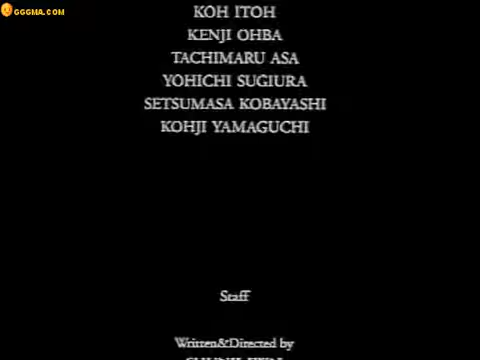 GGGMA.COM
KOH ITOH
KENJI OHBA
TACHIMARU ASA
YOHICHI SUGIURA
SETSUMASA KOBAYASHI
KOHJI YAMAGUCHI
Staff
Written&Directed by